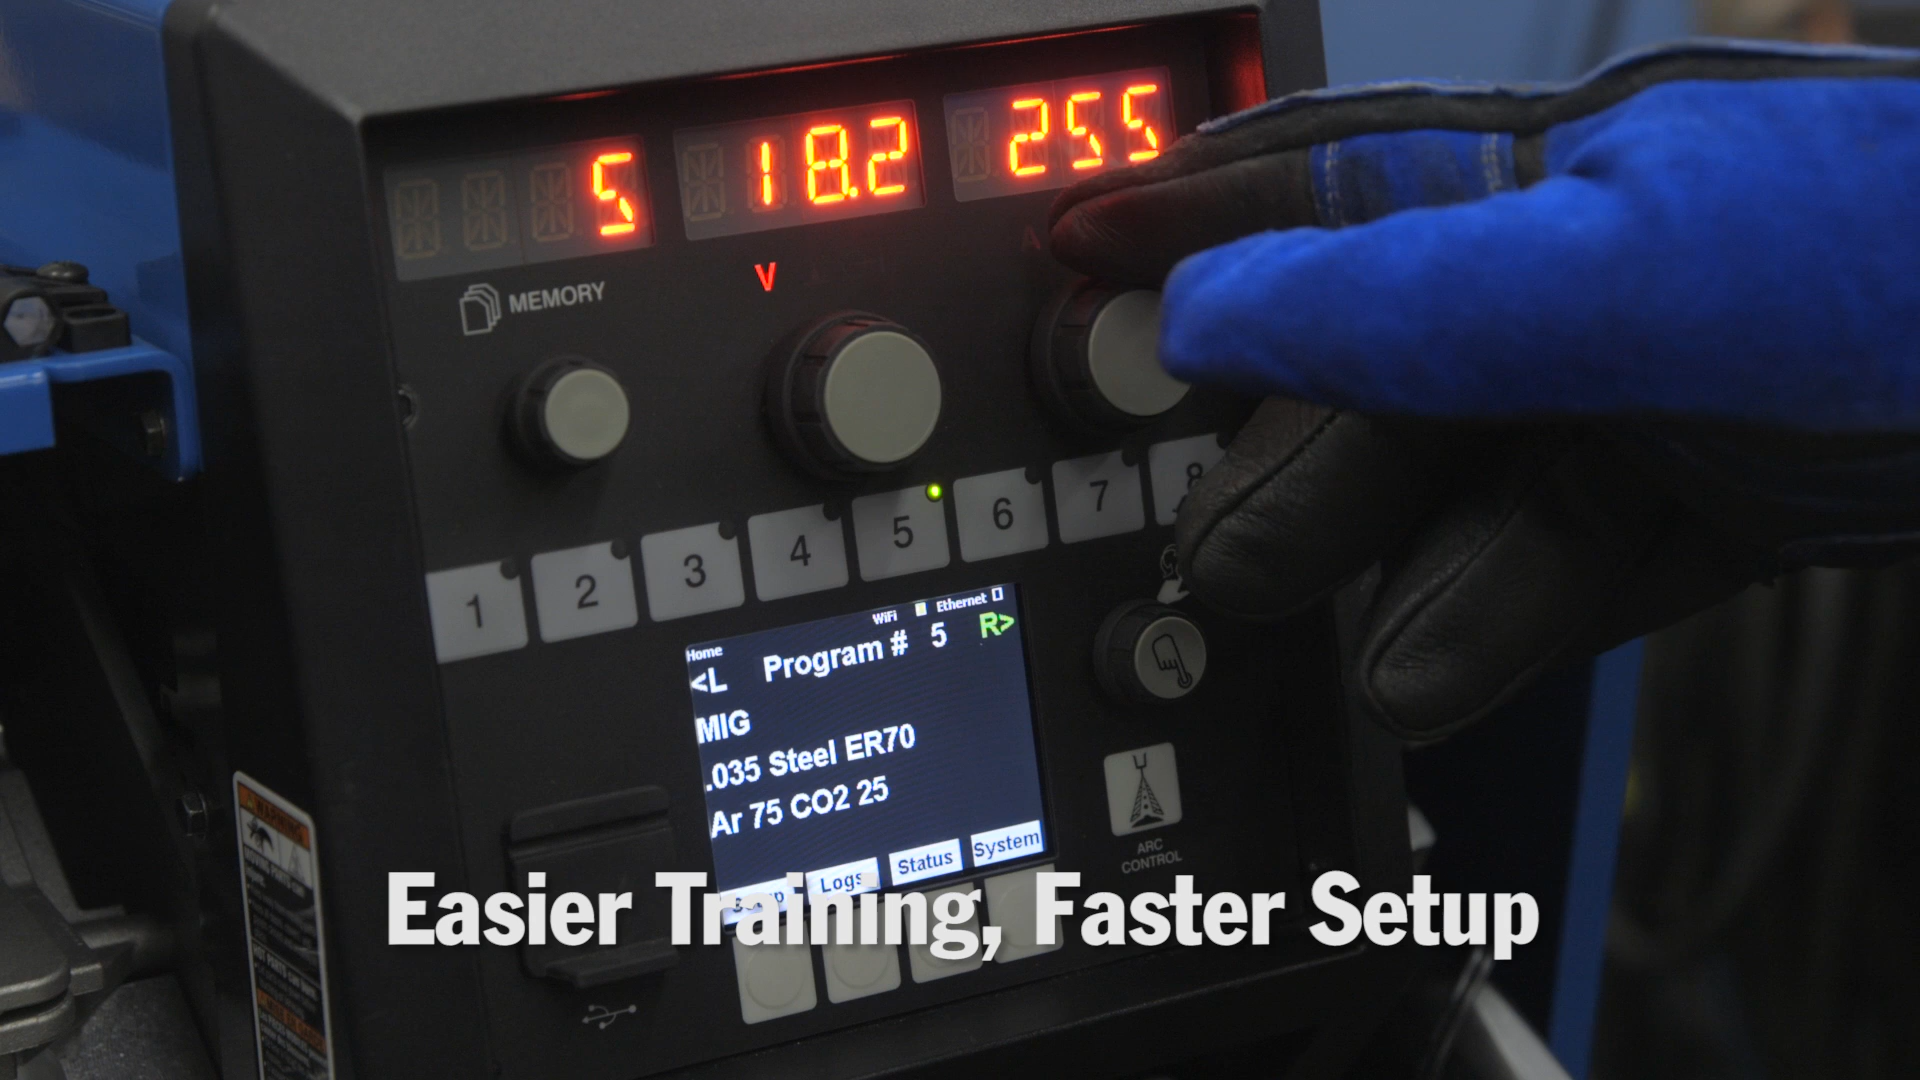 5 18.2 255
MEMORY
V
A
1 2 3 4 5 6 7 8
WiFi Ethernet
Home
<L Program # 5 R>
MIG
.035 Steel ER70
Ar 75 CO2 25
Logs Status System
ARC
CONTROL
WARNING
Easier Training, Faster Setup